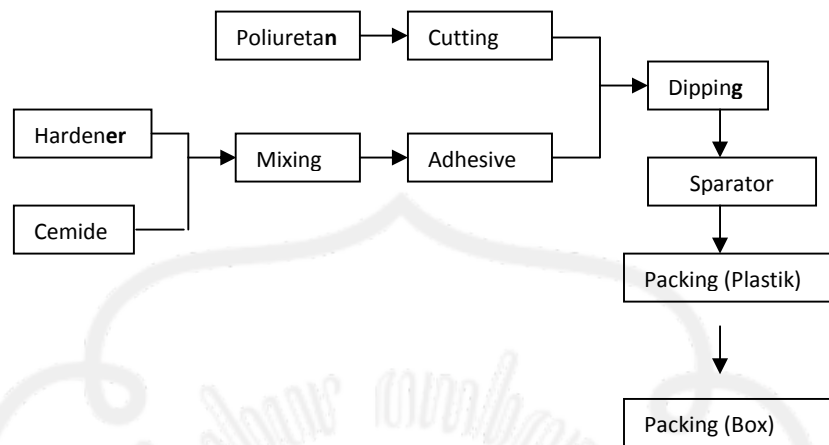 Poliuretan
Cutting
Dipping
Hardener
Mixing
Adhesive
Sparator
Cemide
Packing (Plastik)
Packing (Box)